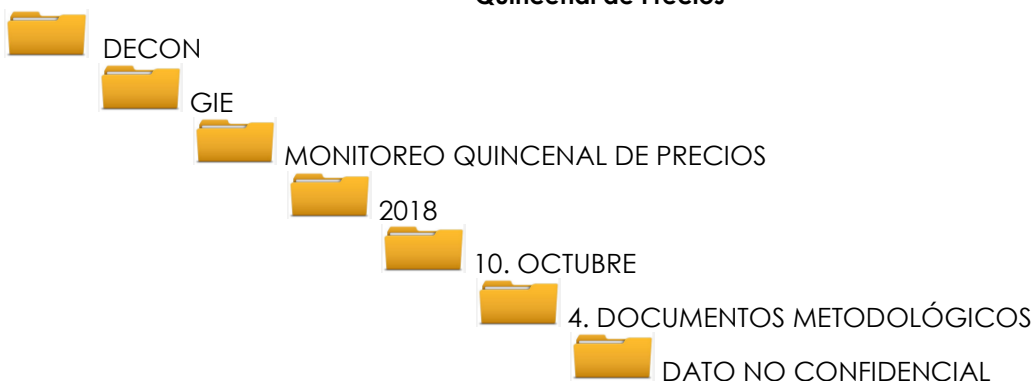 Quincenal de Precios
DECON
GIE
MONITOREO QUINCENAL DE PRECIOS
2018
10. OCTUBRE
4. DOCUMENTOS METODOLÓGICOS
DATO NO CONFIDENCIAL